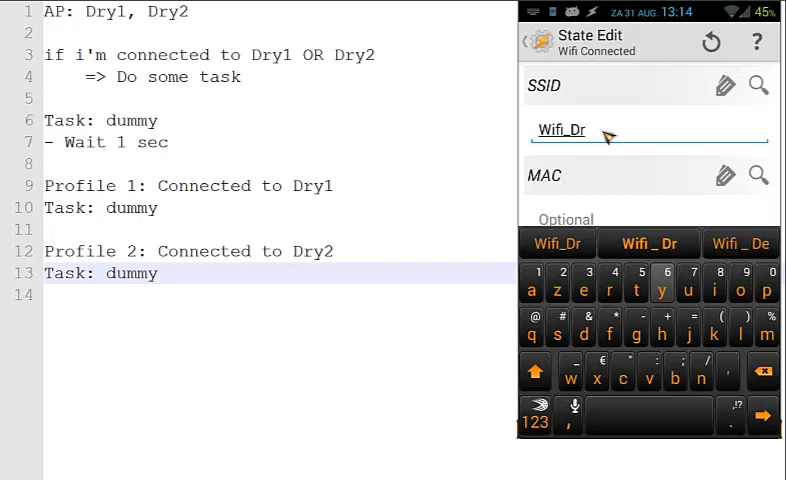 1 AP: Dry1, Dry2
2
3 if i'm connected to Dry1 OR Dry2
4 => Do some task
5
6 Task: dummy
7 - Wait 1 sec
8
9 Profile 1: Connected to Dry1
10 Task: dummy
11
12 Profile 2: Connected to Dry2
13 Task: dummy
14
ZA 31 AUG. 13:14 45%
State Edit
Wifi Connected
?
SSID
Wifi_Dr
MAC
Optional
Wifi_Dr Wifi _ Dr Wifi _ De
1 2 3 4 5 6 7 8 9 0
a z e r t y u i o p
@ # & * - + = ( ) %
q s d f g h j k l m
_ € " : ; /
w x c v b n '
,!?
123 , .